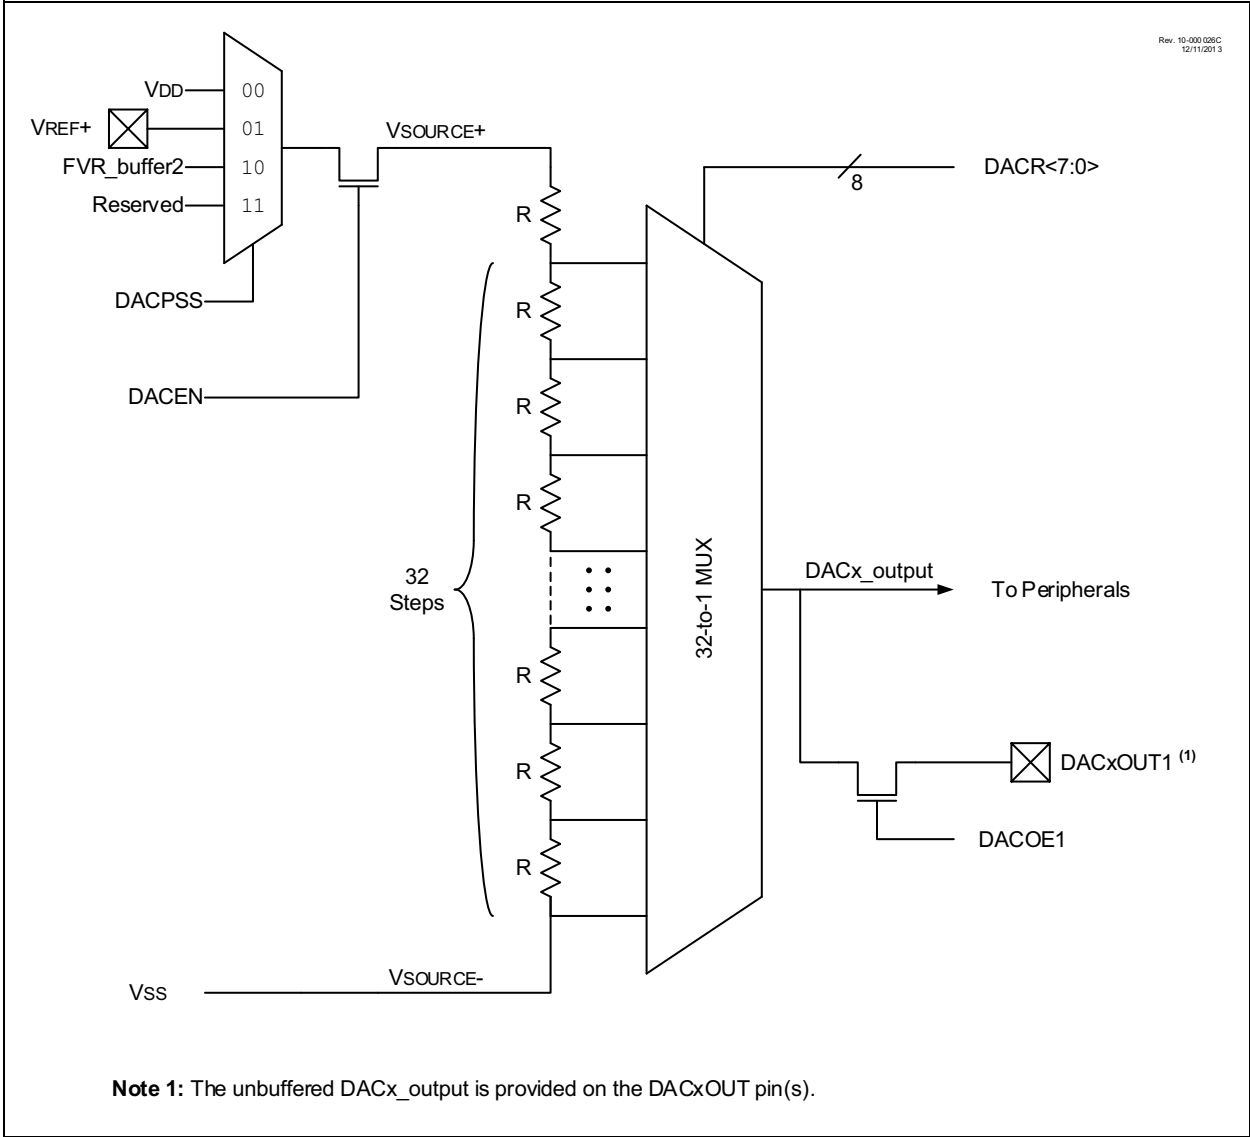 Rev. 10-000 026C
12/11/201 3
VDD
00
VREF+
01
VSOURCE+
FVR_buffer2
10
DACR<7:0>
8
Reserved
11
R
DACPSS
R
DACEN
R
R
32
Steps
32-to-1 MUX
DACx_output
To Peripherals
R
R
DACxOUT1 (1)
DACOE1
R
VSOURCE-
VSS
Note 1: The unbuffered DACx_output is provided on the DACxOUT pin(s).